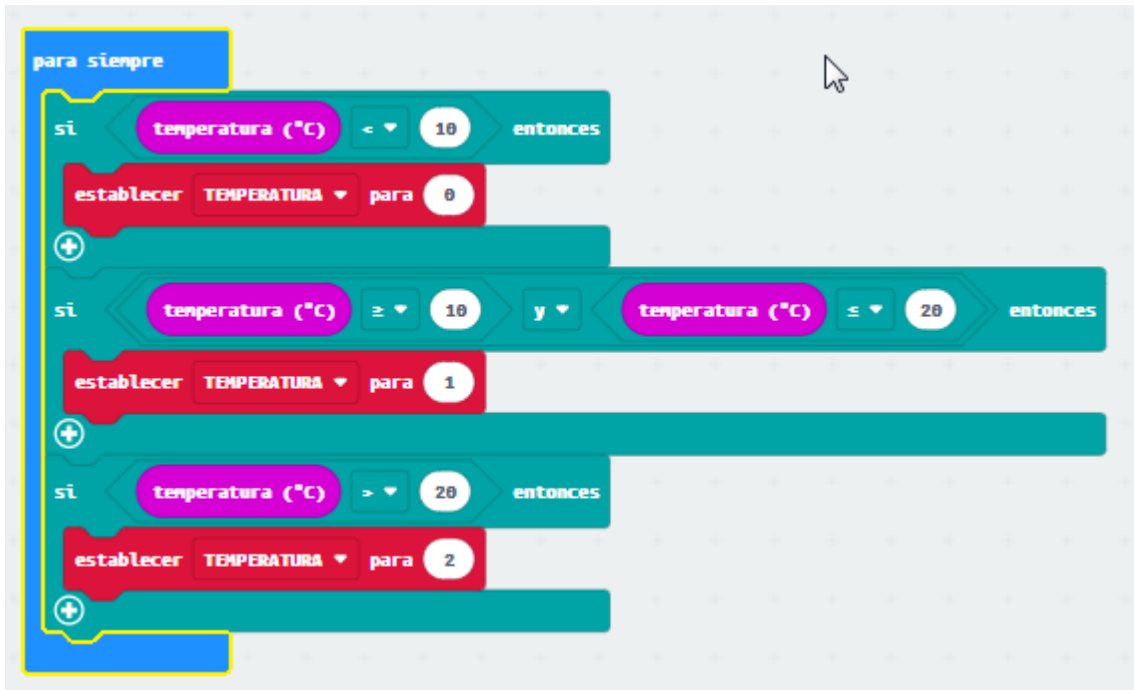 para siempre
si temperatura (°C) < 10 entonces
establecer TEMPERATURA para 0
si temperatura (°C) ≥ 10 y temperatura (°C) ≤ 20 entonces
establecer TEMPERATURA para 1
si temperatura (°C) > 20 entonces
establecer TEMPERATURA para 2